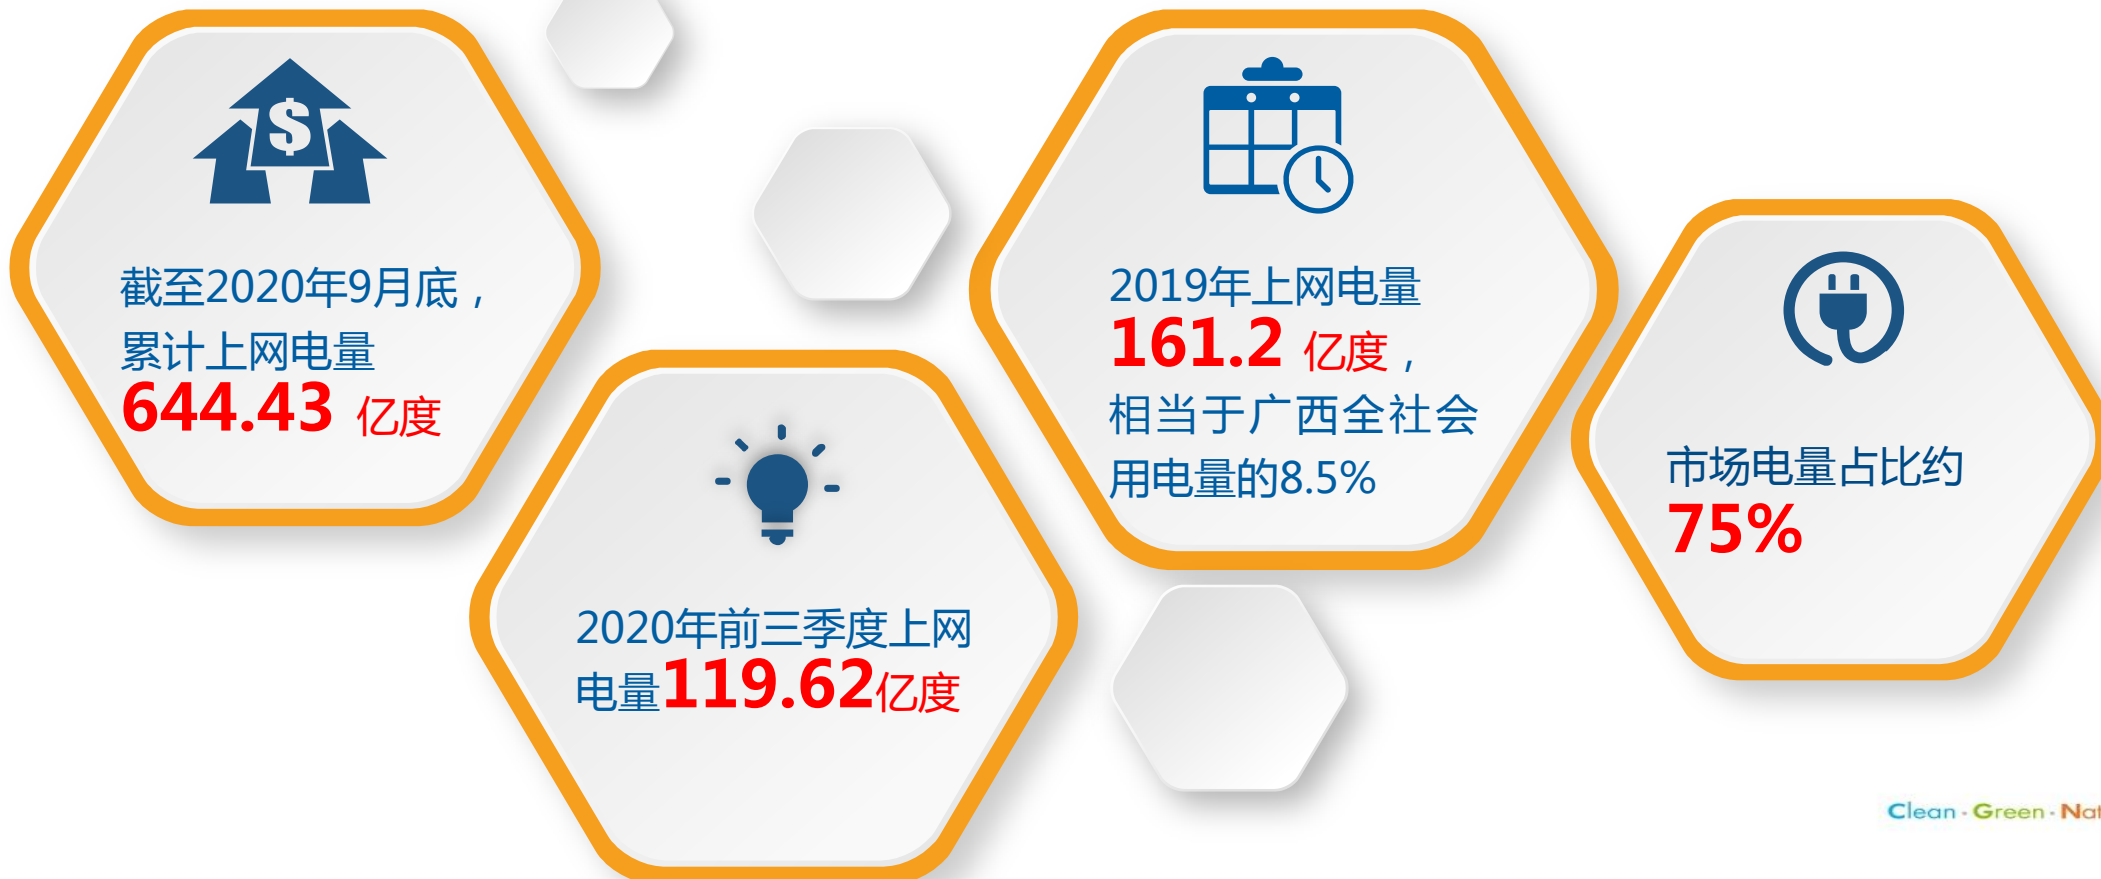 截至2020年9月底，
累计上网电量
644.43 亿度
2020年前三季度上网
电量119.62亿度
2019年上网电量
161.2 亿度，
相当于广西全社会
用电量的8.5%
市场电量占比约
75%
Clean·Green·Nat